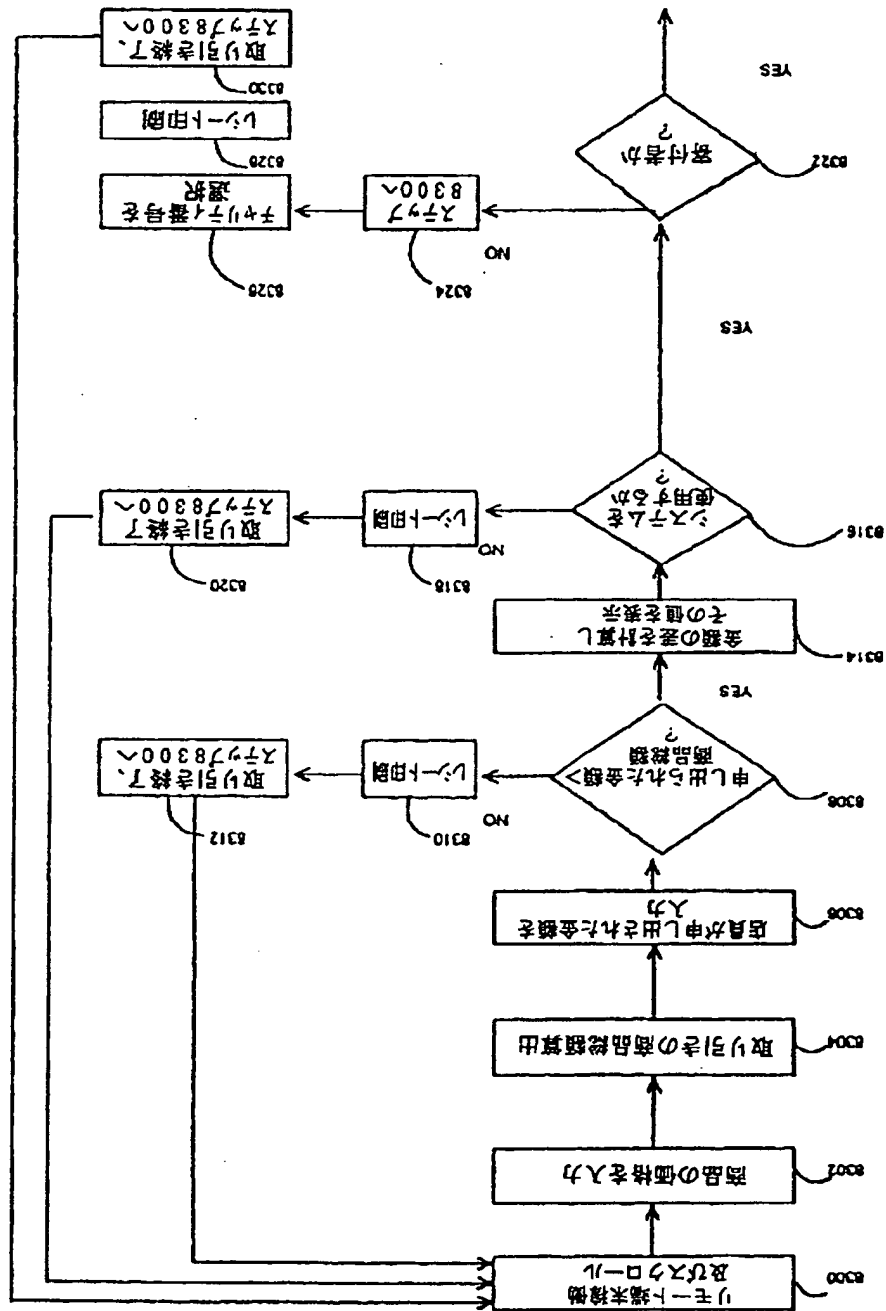 リモート端末稼働
及びスクロール
8300
商品の価格を入力
8302
取り引きの商品総額算出
8304
店員が申し出された金額を
入力
8306
申し出られた金額>
商品総額
?
8308
NO
レシート印刷
8310
取り引き終了、
ステップ8300へ
8312
YES
金額の差を計算し
その値を表示
8314
システムを
使用するか
?
8316
NO
レシート印刷
8318
取り引き終了
ステップ8300へ
8320
YES
寄付者か
?
8322
NO
ステップ
8300へ
8324
チャリティ番号を
選択
8326
レシート印刷
8328
取り引き終了、
ステップ8300へ
8330
YES